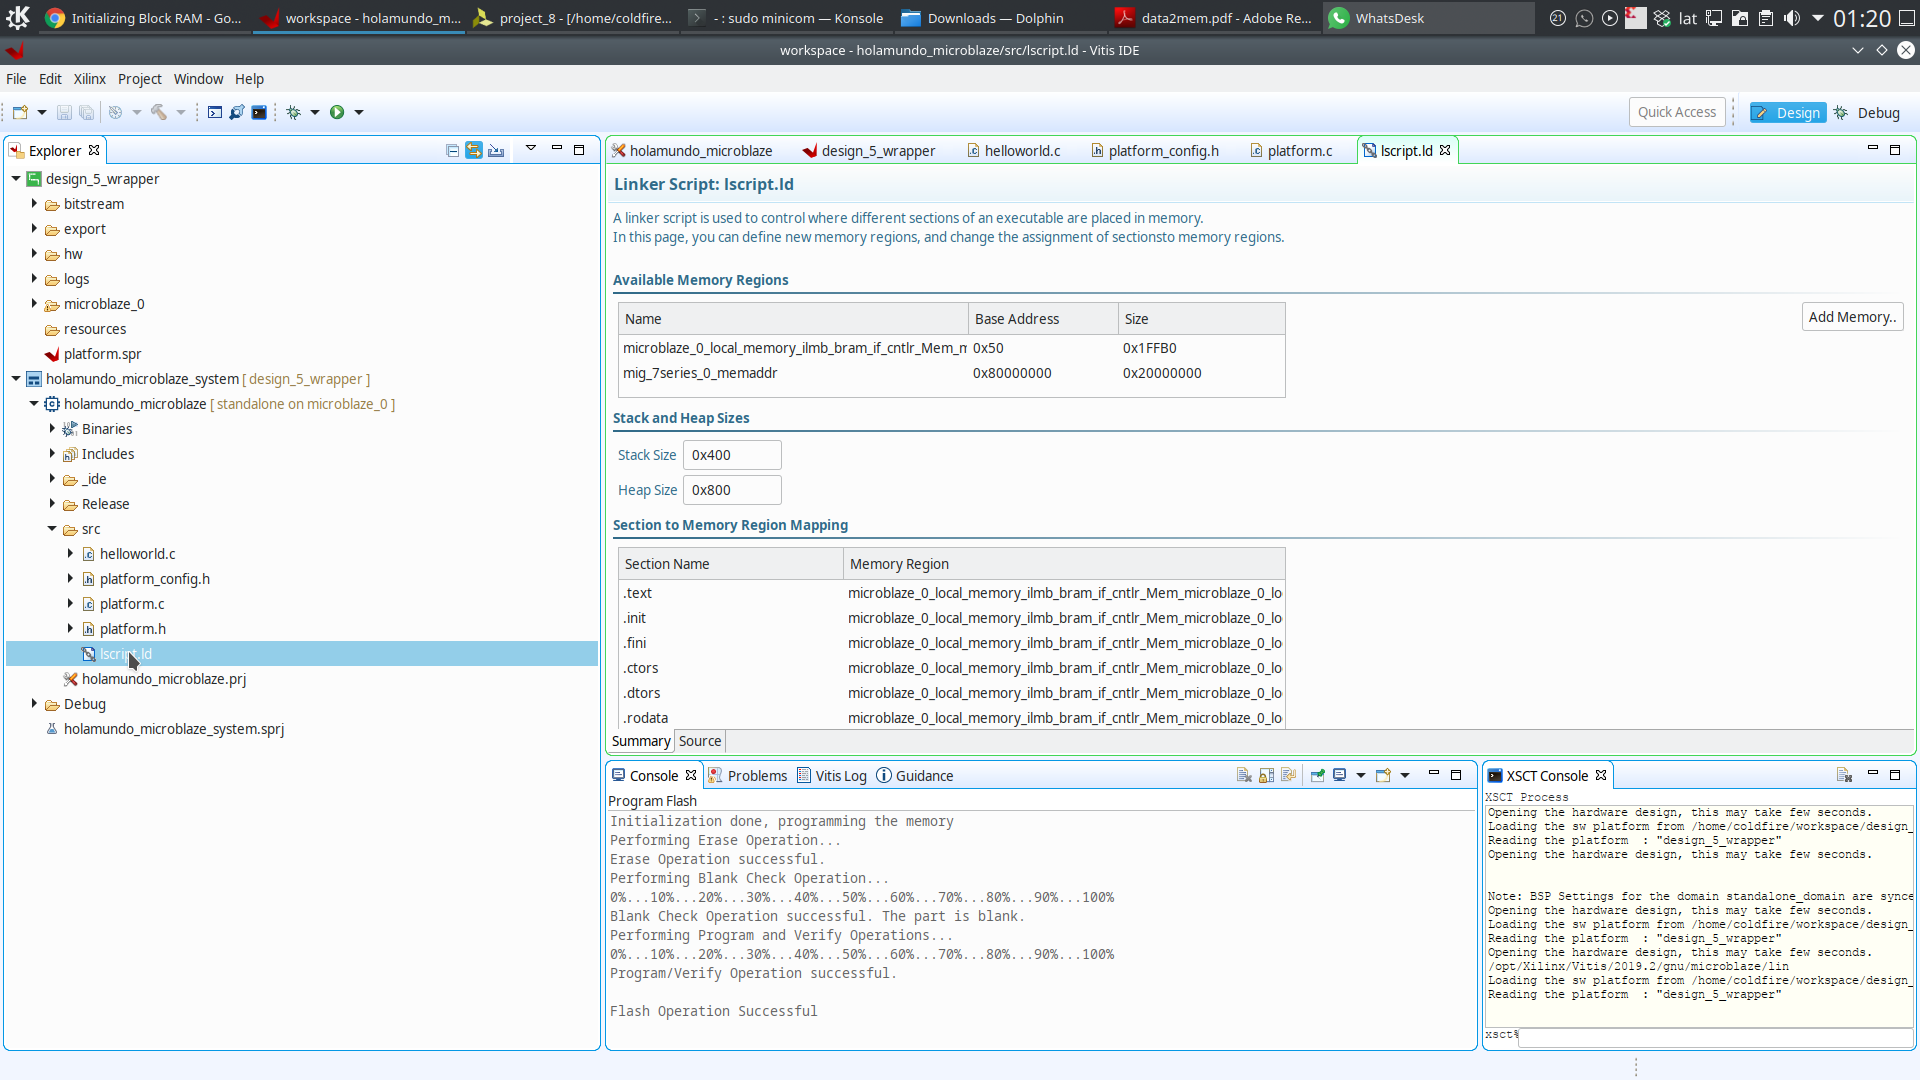 Initializing Block RAM - Go...
workspace - holamundo_m...
project_8 - [/home/coldfire...
- : sudo minicom — Konsole
Downloads — Dolphin
data2mem.pdf - Adobe Re...
WhatsDesk
21
lat
01:20
workspace - holamundo_microblaze/src/lscript.ld - Vitis IDE
File Edit Xilinx Project Window Help
Quick Access
Design
Debug
Explorer
design_5_wrapper
bitstream
export
hw
logs
microblaze_0
resources
platform.spr
holamundo_microblaze_system [ design_5_wrapper ]
holamundo_microblaze [ standalone on microblaze_0 ]
Binaries
Includes
_ide
Release
src
helloworld.c
platform_config.h
platform.c
platform.h
lscript.ld
holamundo_microblaze.prj
Debug
holamundo_microblaze_system.sprj
holamundo_microblaze
design_5_wrapper
helloworld.c
platform_config.h
platform.c
lscript.ld
Linker Script: lscript.ld
A linker script is used to control where different sections of an executable are placed in memory.
In this page, you can define new memory regions, and change the assignment of sectionsto memory regions.
Available Memory Regions
Name Base Address Size
microblaze_0_local_memory_ilmb_bram_if_cntlr_Mem_m 0x50 0x1FFB0
mig_7series_0_memaddr 0x80000000 0x20000000
Add Memory..
Stack and Heap Sizes
Stack Size 0x400
Heap Size 0x800
Section to Memory Region Mapping
Section Name Memory Region
.text microblaze_0_local_memory_ilmb_bram_if_cntlr_Mem_microblaze_0_lo
.init microblaze_0_local_memory_ilmb_bram_if_cntlr_Mem_microblaze_0_lo
.fini microblaze_0_local_memory_ilmb_bram_if_cntlr_Mem_microblaze_0_lo
.ctors microblaze_0_local_memory_ilmb_bram_if_cntlr_Mem_microblaze_0_lo
.dtors microblaze_0_local_memory_ilmb_bram_if_cntlr_Mem_microblaze_0_lo
.rodata microblaze_0_local_memory_ilmb_bram_if_cntlr_Mem_microblaze_0_lo
Summary Source
Console Problems Vitis Log Guidance
Program Flash
Initialization done, programming the memory
Performing Erase Operation...
Erase Operation successful.
Performing Blank Check Operation...
0%...10%...20%...30%...40%...50%...60%...70%...80%...90%...100%
Blank Check Operation successful. The part is blank.
Performing Program and Verify Operations...
0%...10%...20%...30%...40%...50%...60%...70%...80%...90%...100%
Program/Verify Operation successful.
Flash Operation Successful
XSCT Console
XSCT Process
Opening the hardware design, this may take few seconds.
Loading the sw platform from /home/coldfire/workspace/design_
Reading the platform : "design_5_wrapper"
Opening the hardware design, this may take few seconds.
Note: BSP Settings for the domain standalone_domain are synce
Opening the hardware design, this may take few seconds.
Loading the sw platform from /home/coldfire/workspace/design_
Reading the platform : "design_5_wrapper"
Opening the hardware design, this may take few seconds.
/opt/Xilinx/Vitis/2019.2/gnu/microblaze/lin
Loading the sw platform from /home/coldfire/workspace/design_
Reading the platform : "design_5_wrapper"
xsct%